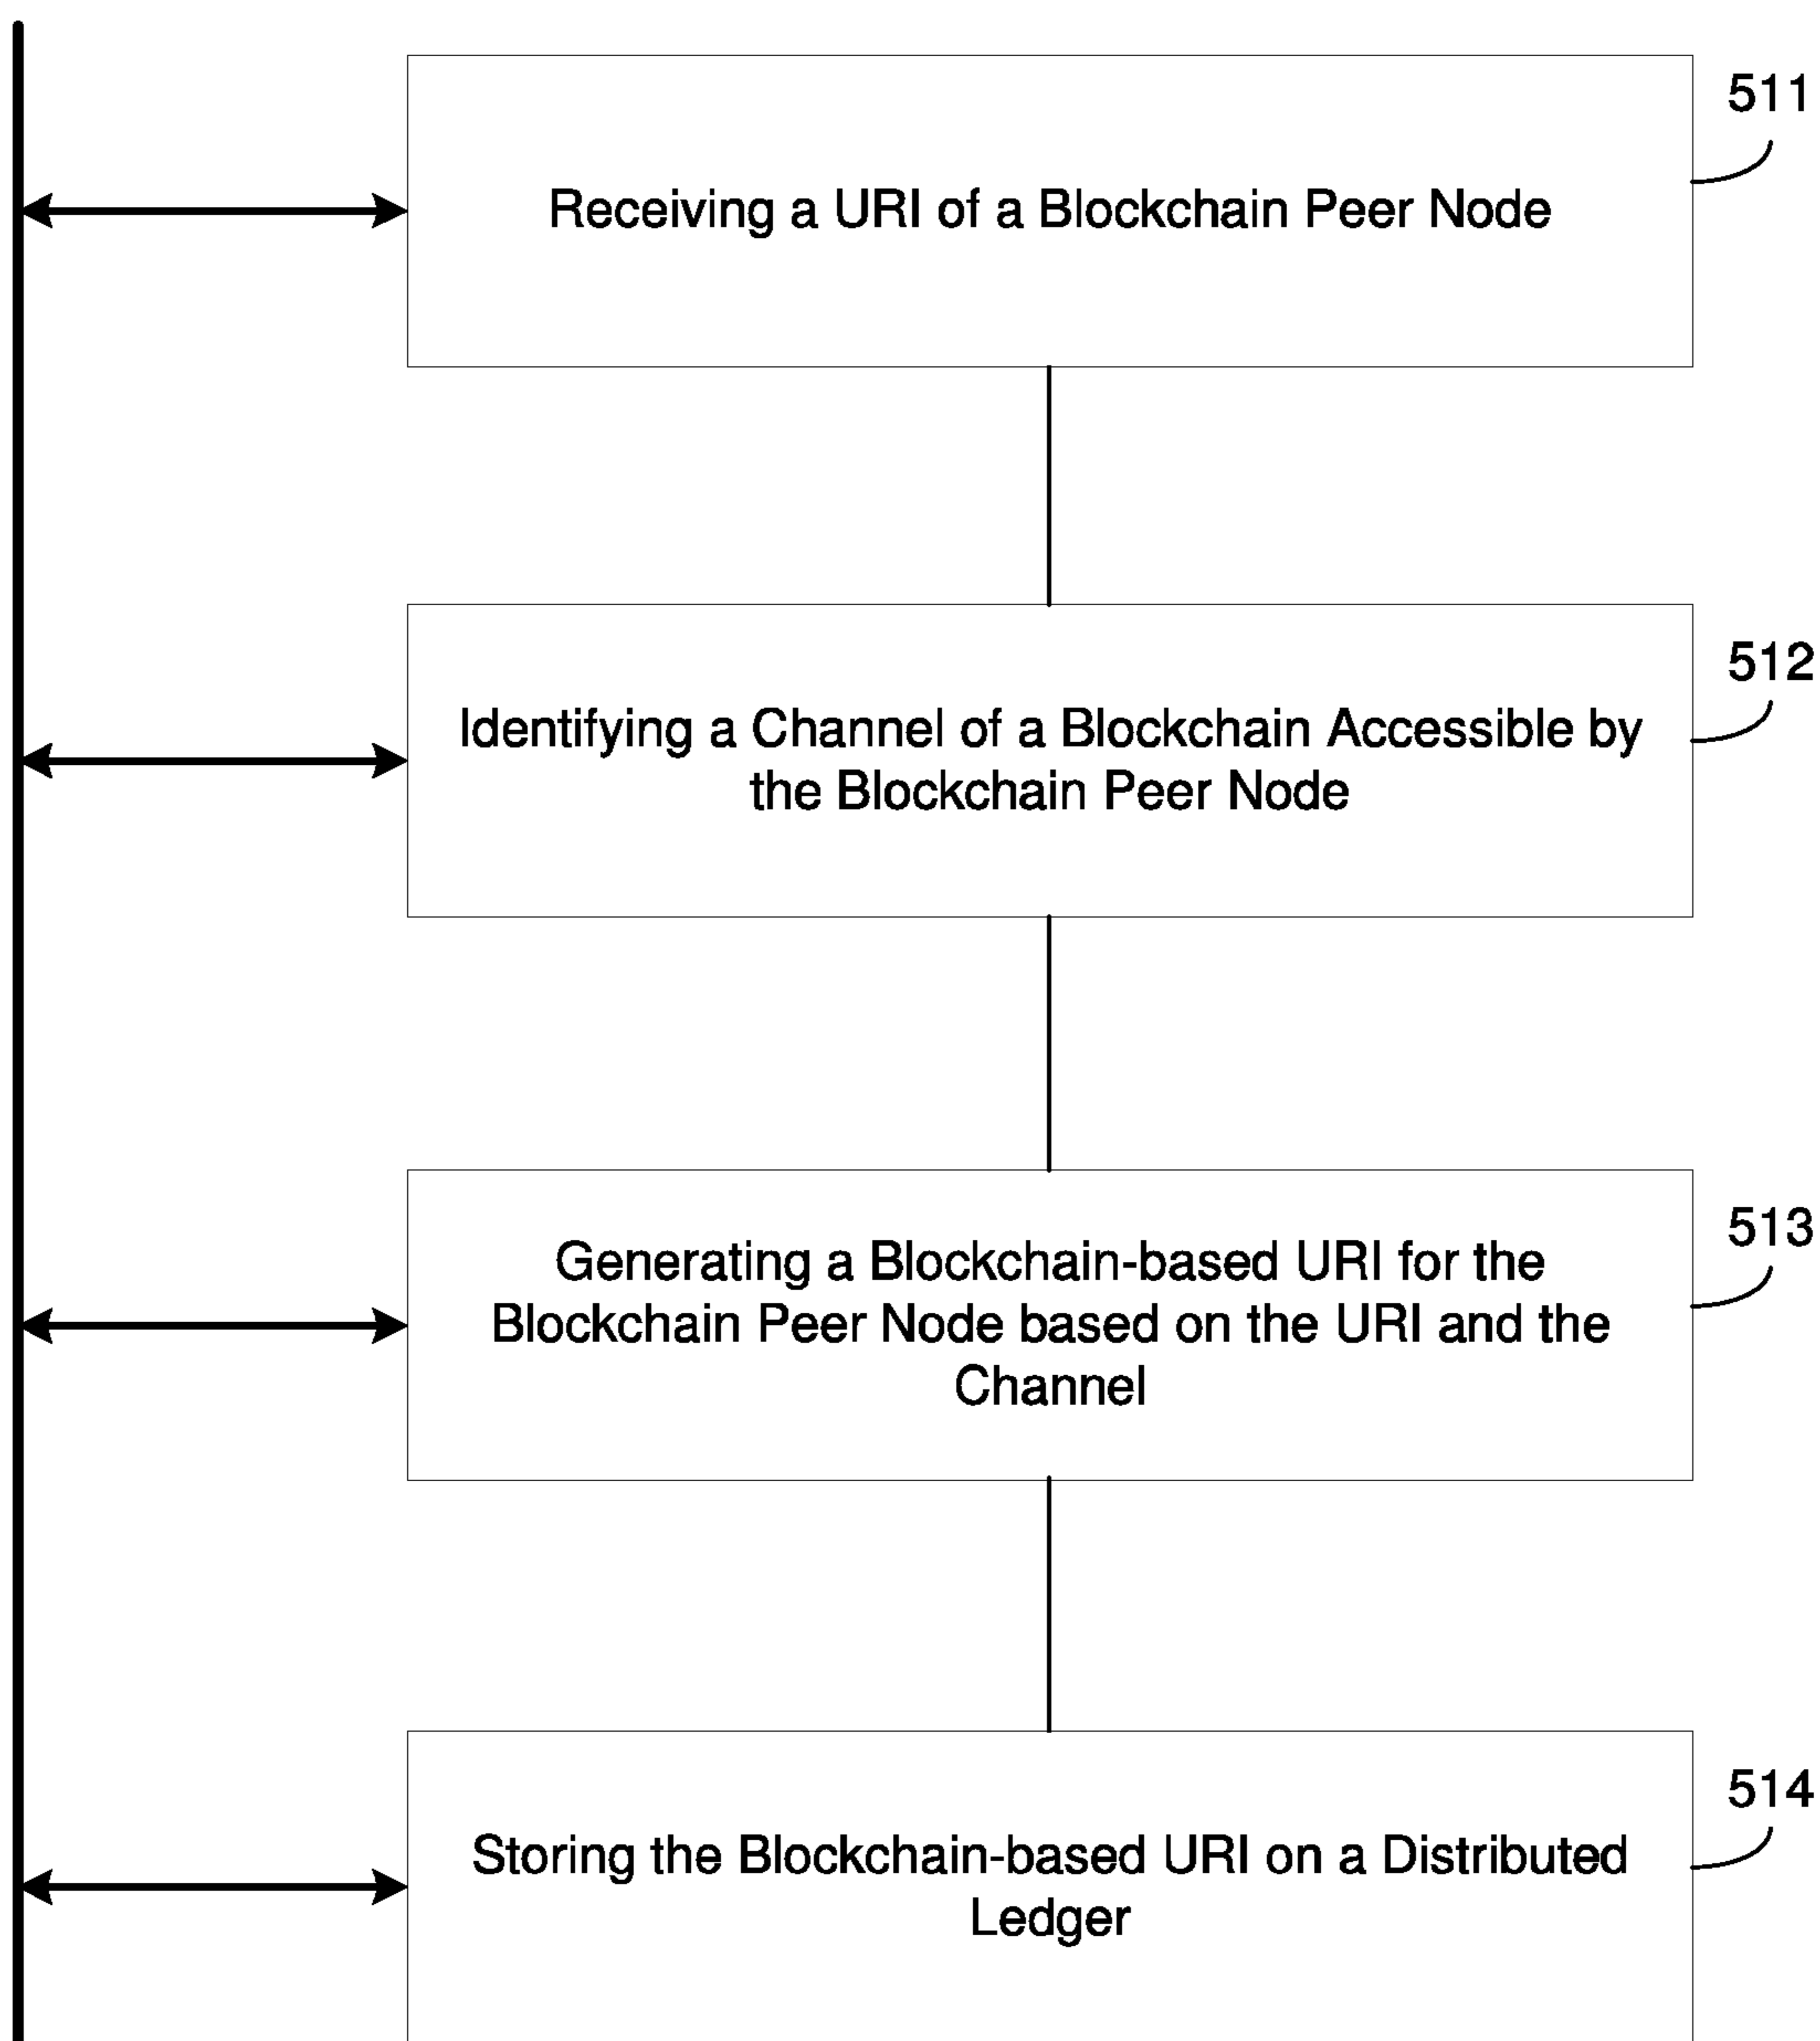 511
Receiving a URI of a Blockchain Peer Node
512
Identifying a Channel of a Blockchain Accessible by
the Blockchain Peer Node
513
Generating a Blockchain-based URI for the
Blockchain Peer Node based on the URI and the
Channel
514
Storing the Blockchain-based URI on a Distributed
Ledger